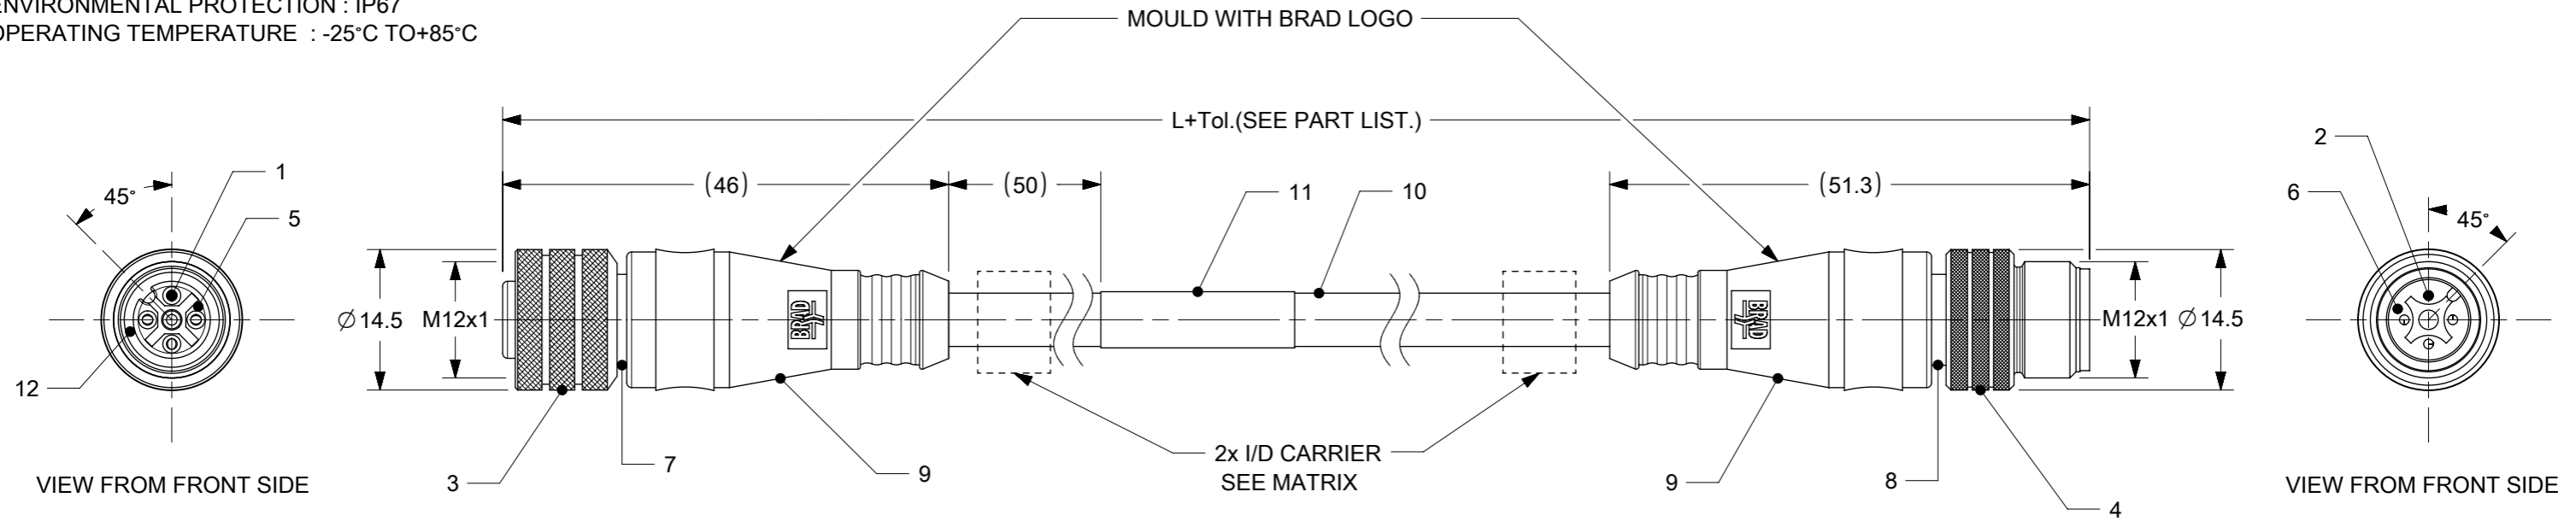 ENVIRONMENTAL PROTECTION : IP67
OPERATING TEMPERATURE : -25°C TO+85°C
MOULD WITH BRAD LOGO
L+Tol.(SEE PART LIST.)
(46)
(50)
(51.3)
11
10
1
5
45°
12
Ø14.5
M12x1
BRAD
BRAD
M12x1
Ø14.5
2
6
45°
3
7
9
2x I/D CARRIER
SEE MATRIX
9
8
4
VIEW FROM FRONT SIDE
VIEW FROM FRONT SIDE